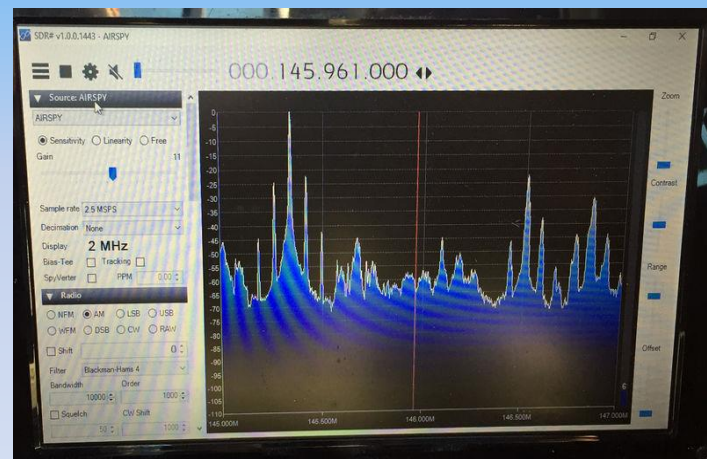 SDR# v1.0.0.1443 - AIRSPY
000.145.961.000
Source: AIRSPY
AIRSPY
Sensitivity Linearity Free
Gain 11
Sample rate 2.5 MSPS
Decimation None
Display 2 MHz
Bias-Tee Tracking
SpyVerter PPM 0.00
Radio
NFM AM LSB USB
WFM DSB CW RAW
Shift 0
Filter Blackman-Harris 4
Bandwidth Order
10000 1000
Squelch CW Shift
50 1000
0
-5
-10
-15
-20
-25
-30
-35
-40
-45
-50
-55
-60
-65
-70
-75
-80
-85
-90
-95
-100
-105
-110
145.000M 145.500M 146.000M 146.500M 147.000M
Zoom
Contrast
Range
Offset